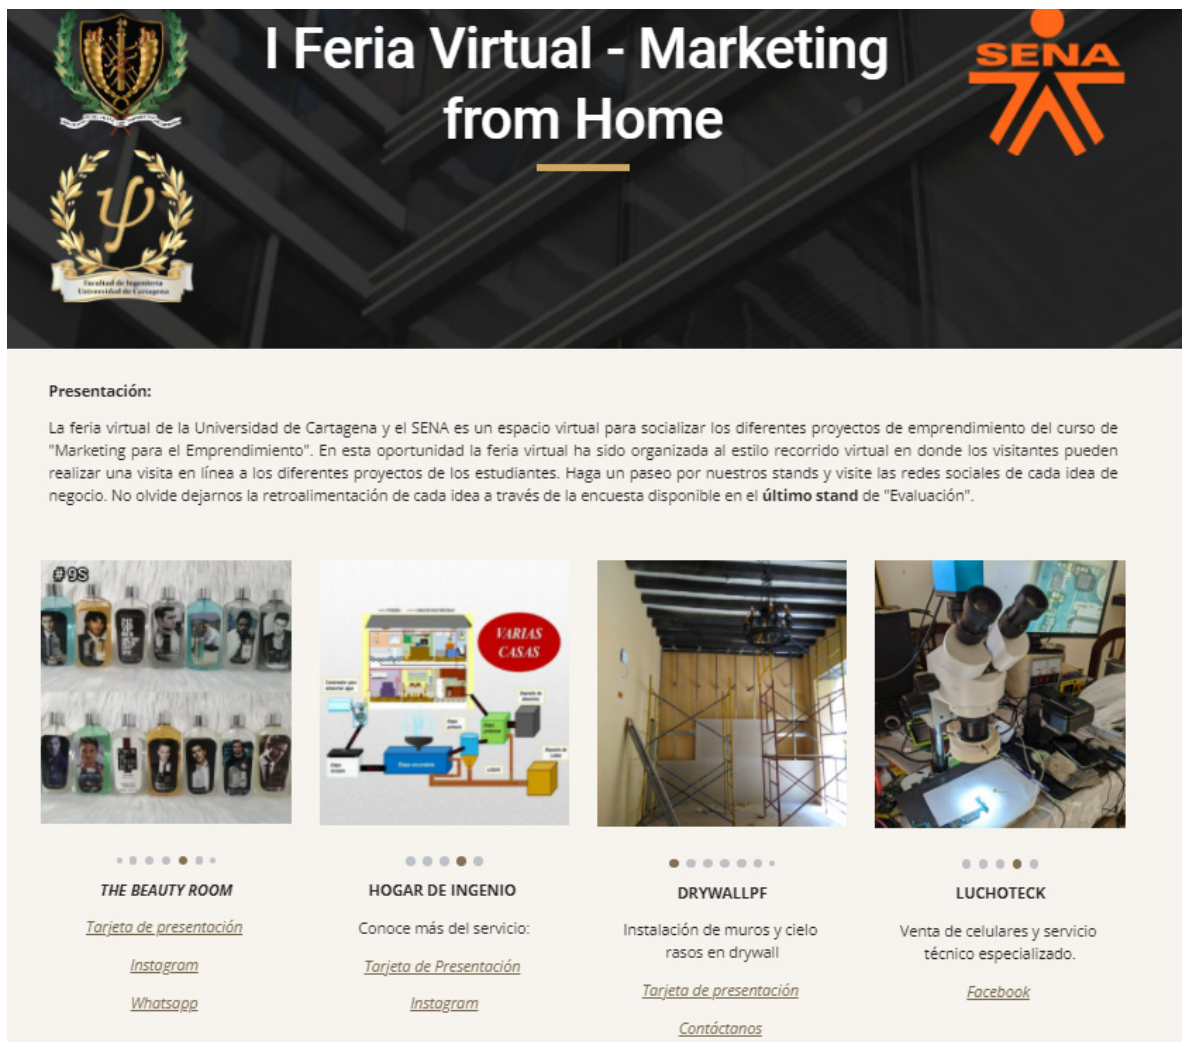 I Feria Virtual - Marketing
from Home
SENA
Facultad de Ingeniería
Universidad de Cartagena
Presentación:
La feria virtual de la Universidad de Cartagena y el SENA es un espacio virtual para socializar los diferentes proyectos de emprendimiento del curso de
"Marketing para el Emprendimiento". En esta oportunidad la feria virtual ha sido organizada al estilo recorrido virtual en donde los visitantes pueden
realizar una visita en línea a los diferentes proyectos de los estudiantes. Haga un paseo por nuestros stands y visite las redes sociales de cada idea de
negocio. No olvide dejarnos la retroalimentación de cada idea a través de la encuesta disponible en el último stand de "Evaluación".
#9S
VARIAS
CASAS
THE BEAUTY ROOM
Tarjeta de presentación
Instagram
Whatsapp
HOGAR DE INGENIO
Conoce más del servicio:
Tarjeta de Presentación
Instagram
DRYWALLPF
Instalación de muros y cielo
rasos en drywall
Tarjeta de presentación
Contáctanos
LUCHOTECK
Venta de celulares y servicio
técnico especializado.
Facebook